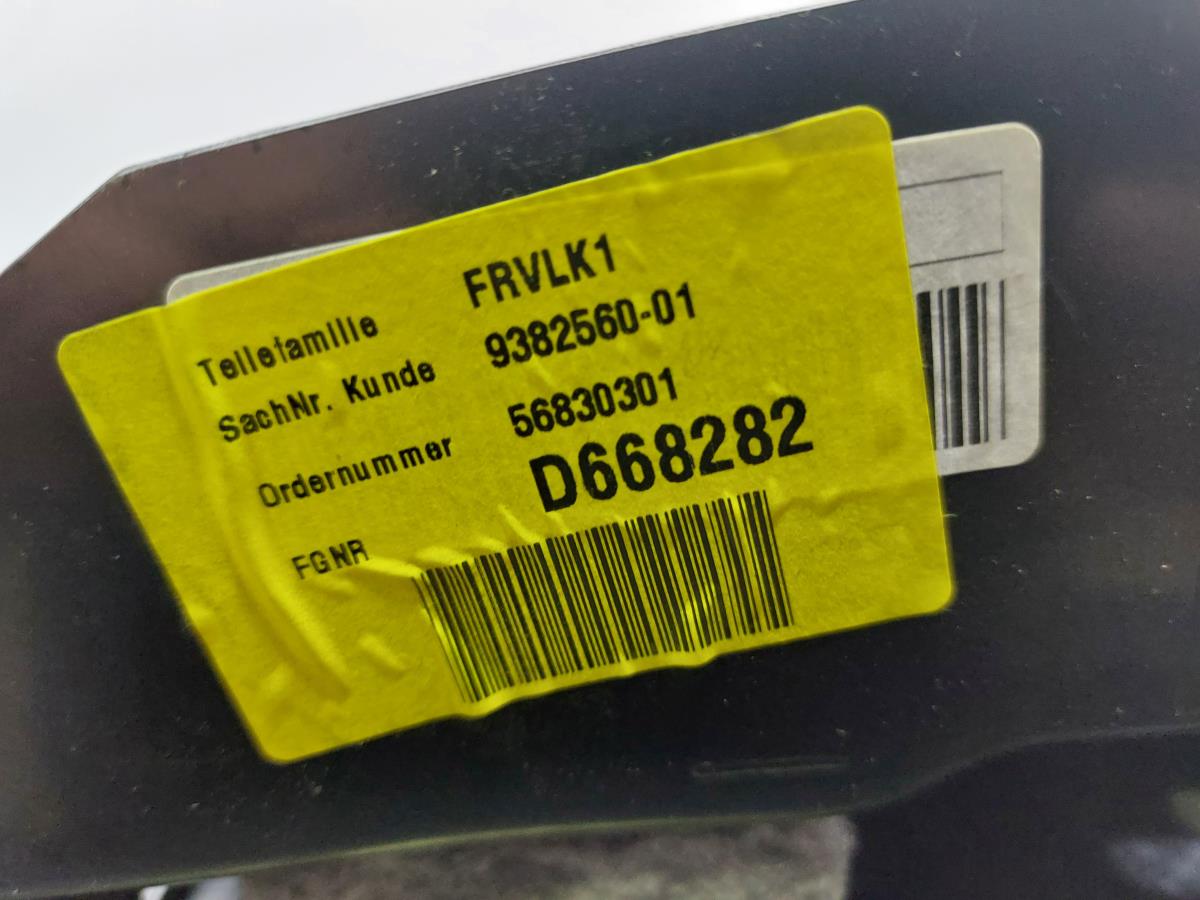 Teilefamilie FRVLK1
SachNr. Kunde 9382560-01
Ordernummer 56830301
FGNR D668282